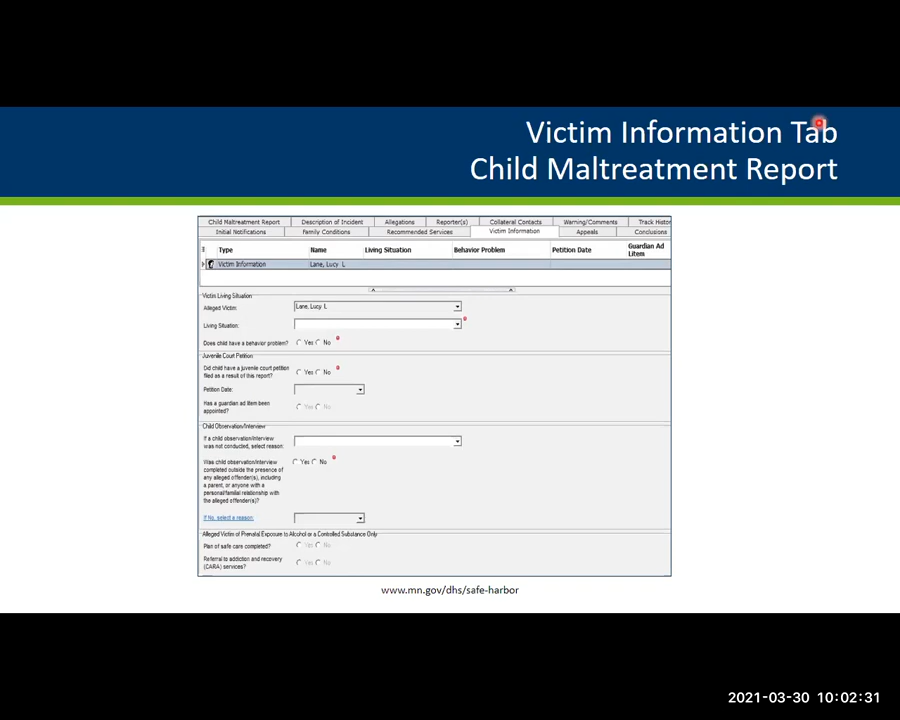 Victim Information Tab
Child Maltreatment Report
Child Maltreatment Report Description of Incident Allegations Reporter(s) Collateral Contacts Warning/Comments Track Histor
Initial Notifications Family Conditions Recommended Services Victim Information Appeals Conclusions
Type Name Living Situation Behavior Problem Petition Date Guardian Ad Litem
Victim Information Lane, Lucy L
Victim Living Situation
Alleged Victim: Lane, Lucy L
Living Situation:
Does child have a behavior problem? Yes No
Juvenile Court Petition
Did child have a juvenile court petition
filed as a result of this report? Yes No
Petition Date:
Has a guardian ad litem been
appointed? Yes No
Child Observation/Interview
If a child observation/interview
was not conducted, select reason:
Was child observation/interview Yes No
completed outside the presence of
any alleged offender(s), including
a parent, or anyone with a
personal/familial relationship with
the alleged offender(s)?
If No, select a reason:
Alleged Victim of Prenatal Exposure to Alcohol or a Controlled Substance Only
Plan of safe care completed? Yes No
Referral to addiction and recovery
(CARA) services? Yes No
www.mn.gov/dhs/safe-harbor
2021-03-30 10:02:31